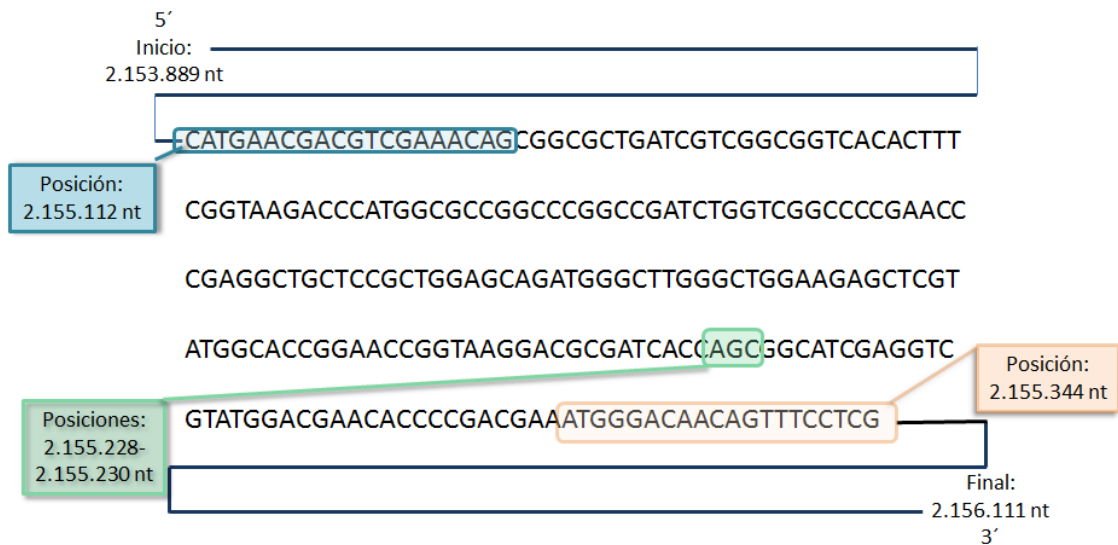 5´
Inicio:
2.153.889 nt
CATGAACGACGTCGAAACAGCGGCGCTGATCGTCGGCGGTCACACTTT
Posición:
2.155.112 nt
CGGTAAGACCCATGGCGCCGGCCCGGCCGATCTGGTCGGCCCCGAACC
CGAGGCTGCTCCGCTGGAGCAGATGGGCTTGGGCTGGAAGAGCTCGT
ATGGCACCGGAACCGGTAAGGACGCGATCACCAGCGGCATCGAGGTC
Posición:
2.155.344 nt
GTATGGACGAACACCCCGACGAAATGGGACAACAGTTTCCTCG
Posiciones:
2.155.228-
2.155.230 nt
Final:
2.156.111 nt
3´